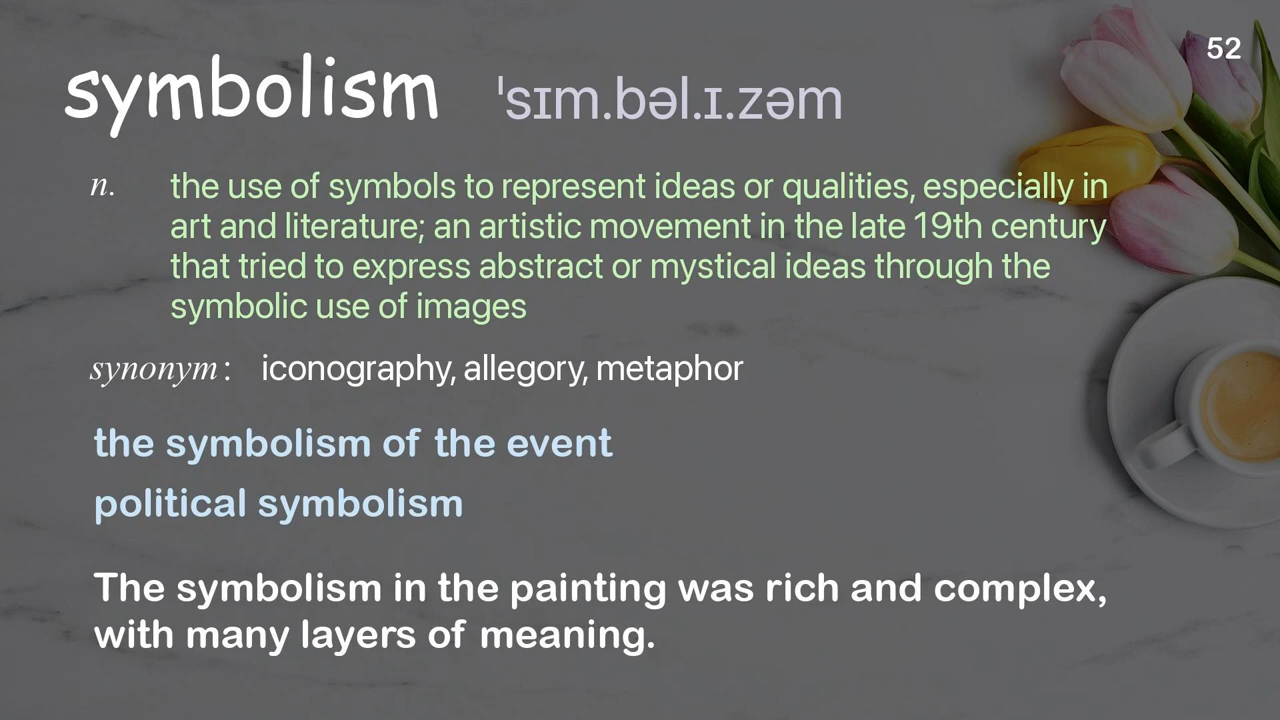 52
symbolism ˈsɪm.bəl.ɪ.zəm
n. the use of symbols to represent ideas or qualities, especially in
art and literature; an artistic movement in the late 19th century
that tried to express abstract or mystical ideas through the
symbolic use of images
synonym: iconography, allegory, metaphor
the symbolism of the event
political symbolism
The symbolism in the painting was rich and complex,
with many layers of meaning.